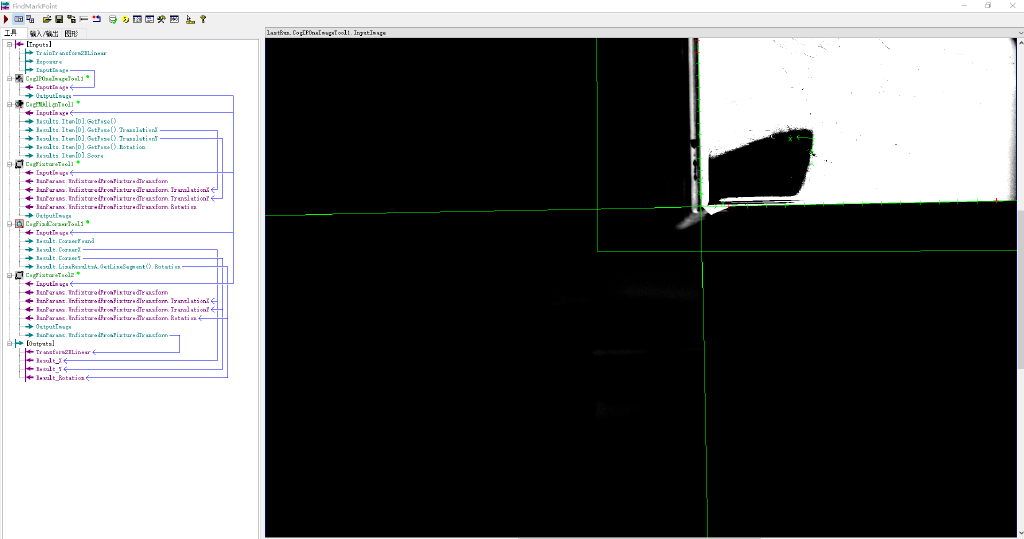 FindMarkPoint
工具 输入/输出 图形
lastRun.CogIPOneImageTool1.InputImage
[Inputs]
TrainTransform2DLinear
Exposure
InputImage
CogIPOneImageTool1
InputImage
OutputImage
CogPMAlignTool1
InputImage
Results.Item[0].GetPose()
Results.Item[0].GetPose().TranslationX
Results.Item[0].GetPose().TranslationY
Results.Item[0].GetPose().Rotation
Results.Item[0].Score
CogFixtureTool1
InputImage
RunParams.UnfixturedFromFixturedTransform
RunParams.UnfixturedFromFixturedTransform.TranslationX
RunParams.UnfixturedFromFixturedTransform.TranslationY
RunParams.UnfixturedFromFixturedTransform.Rotation
OutputImage
CogFindCornerTool1
InputImage
Result.CornerFound
Result.CornerX
Result.CornerY
Result.LineResultsA.GetLineSegment().Rotation
CogFixtureTool2
InputImage
RunParams.UnfixturedFromFixturedTransform
RunParams.UnfixturedFromFixturedTransform.TranslationX
RunParams.UnfixturedFromFixturedTransform.TranslationY
RunParams.UnfixturedFromFixturedTransform.Rotation
OutputImage
RunParams.UnfixturedFromFixturedTransform
[Outputs]
Transform2DLinear
Result_X
Result_Y
Result_Rotation